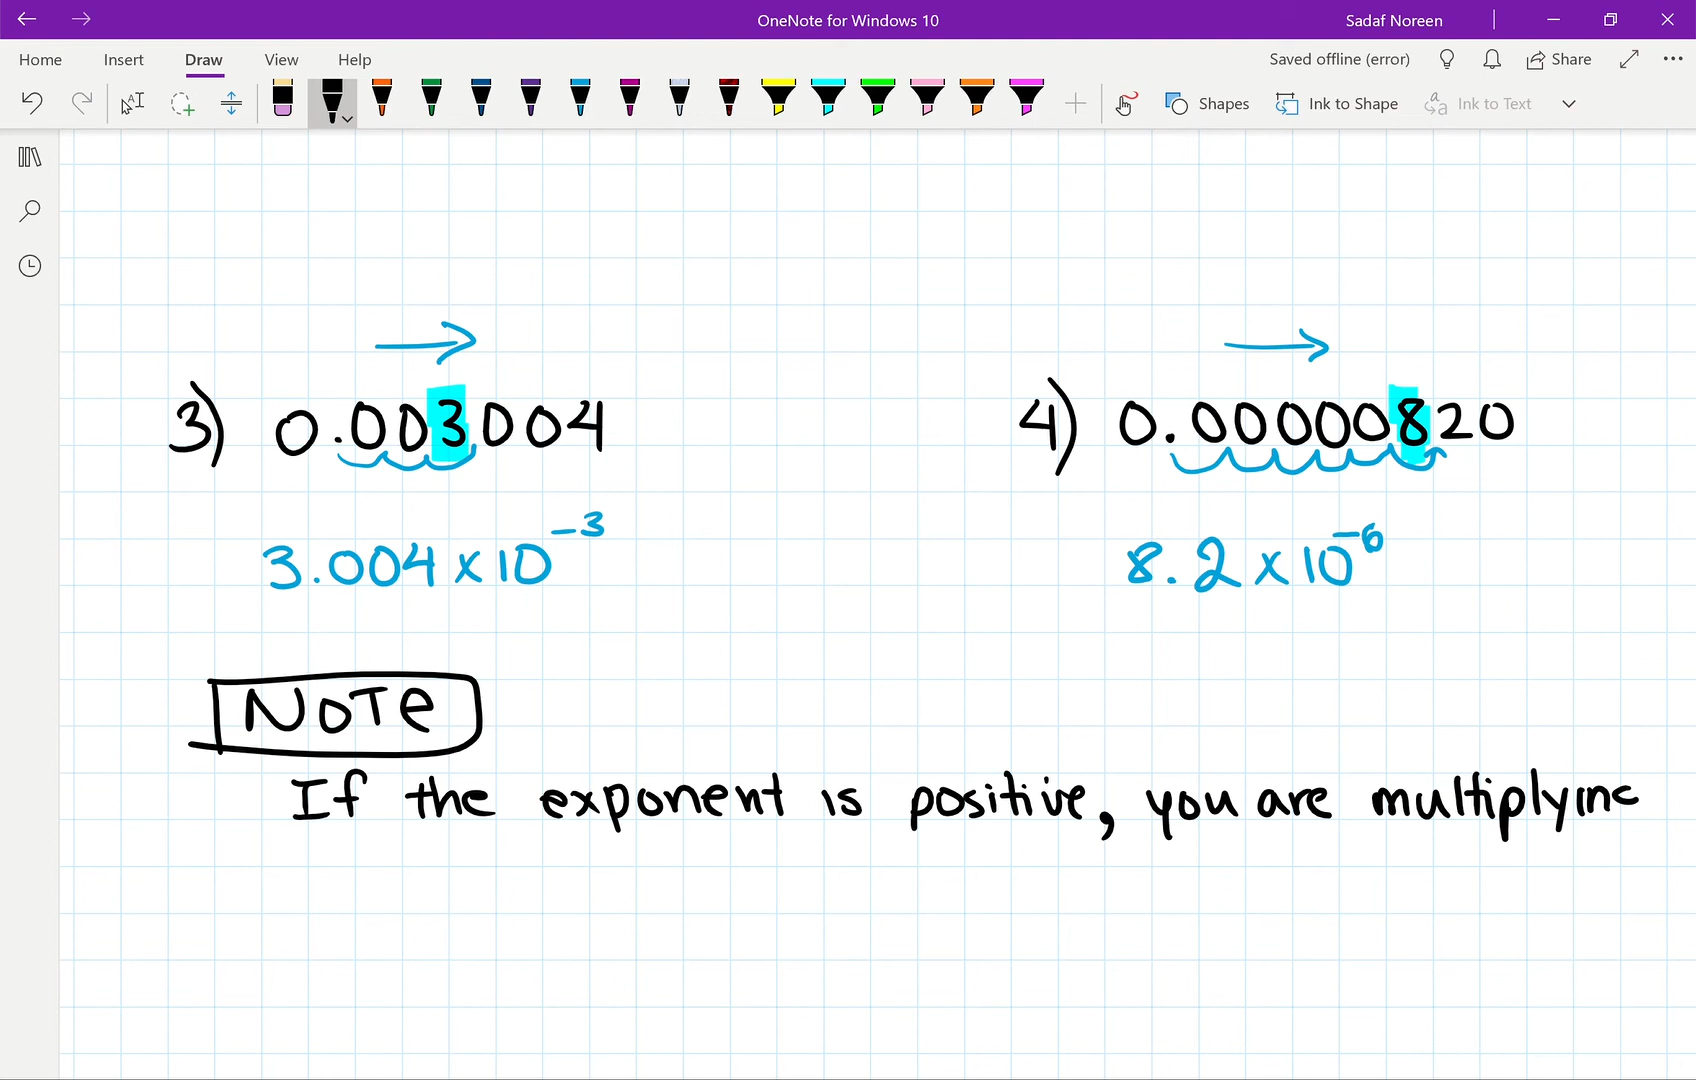 OneNote for Windows 10
Sadaf Noreen
Home Insert Draw View Help
Saved offline (error) Share
Shapes Ink to Shape Ink to Text
3) 0.003004
4) 0.00000820
3.004 x 10^-3
8.2 x 10^-6
NOTe
If the exponent is positive, you are multiplyinc